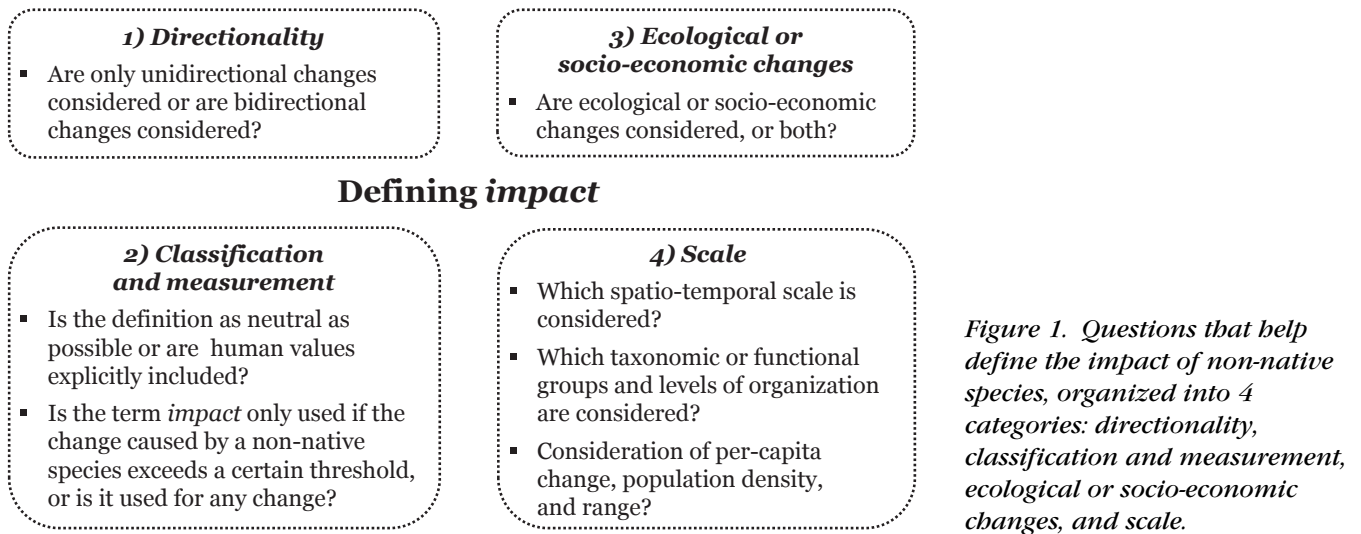 1) Directionality
▪ Are only unidirectional changes
considered or are bidirectional
changes considered?
3) Ecological or
socio-economic changes
▪ Are ecological or socio-economic
changes considered, or both?
Defining impact
2) Classification
and measurement
▪ Is the definition as neutral as
possible or are human values
explicitly included?
▪ Is the term impact only used if the
change caused by a non-native
species exceeds a certain threshold,
or is it used for any change?
4) Scale
▪ Which spatio-temporal scale is
considered?
▪ Which taxonomic or functional
groups and levels of organization
are considered?
▪ Consideration of per-capita
change, population density,
and range?
Figure 1. Questions that help
define the impact of non-native
species, organized into 4
categories: directionality,
classification and measurement,
ecological or socio-economic
changes, and scale.